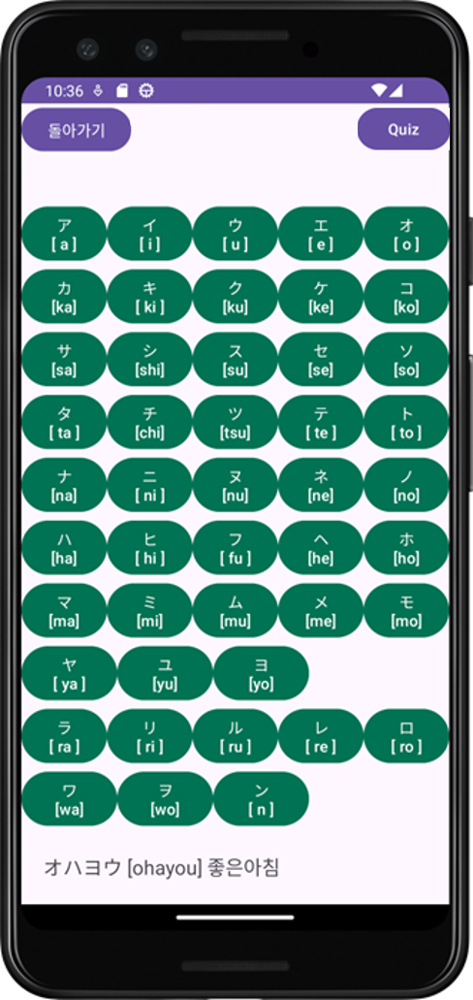 10:36
돌아가기 Quiz
ア イ ウ エ オ
[ a ] [ i ] [ u ] [ e ] [ o ]
カ キ ク ケ コ
[ka] [ ki ] [ku] [ke] [ko]
サ シ ス セ ソ
[sa] [shi] [su] [se] [so]
タ チ ツ テ ト
[ ta ] [chi] [tsu] [ te ] [ to ]
ナ ニ ヌ ネ ノ
[na] [ ni ] [nu] [ne] [no]
ハ ヒ フ ヘ ホ
[ha] [ hi ] [ fu ] [he] [ho]
マ ミ ム メ モ
[ma] [mi] [mu] [me] [mo]
ヤ ユ ヨ
[ ya ] [yu] [yo]
ラ リ ル レ ロ
[ ra ] [ ri ] [ ru ] [ re ] [ ro ]
ワ ヲ ン
[wa] [wo] [ n ]
オハヨウ [ohayou] 좋은아침